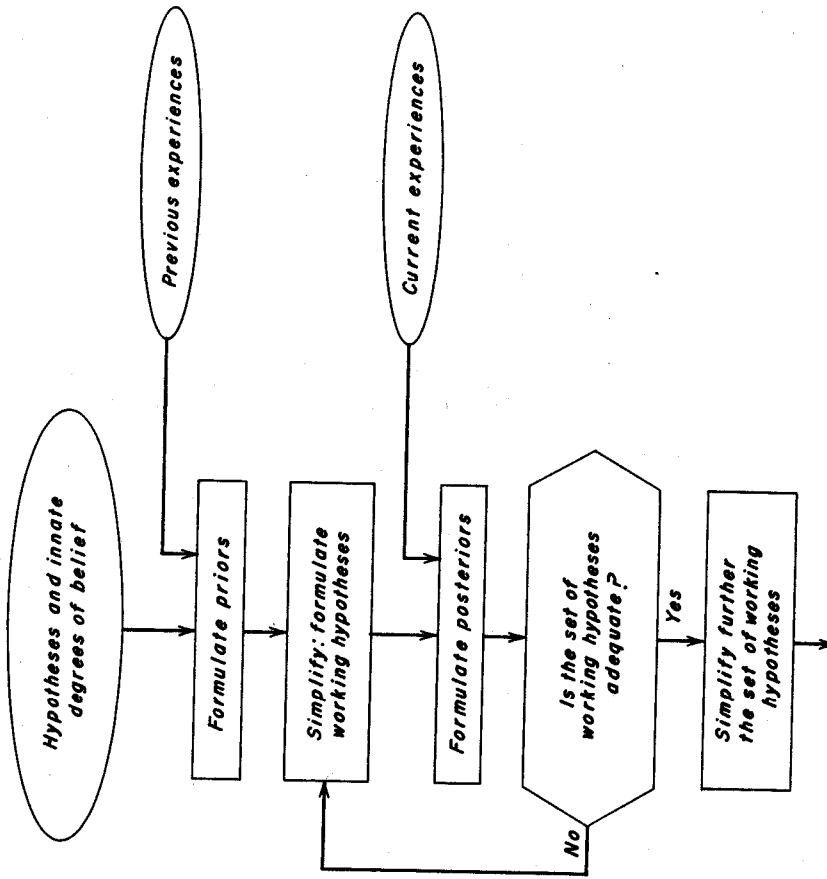 Hypotheses and innate
degrees of belief
Previous experiences
Formulate priors
Simplify: formulate
working hypotheses
Current experiences
Formulate posteriors
Is the set of
working hypotheses
adequate?
No
Yes
Simplify further
the set of working
hypotheses